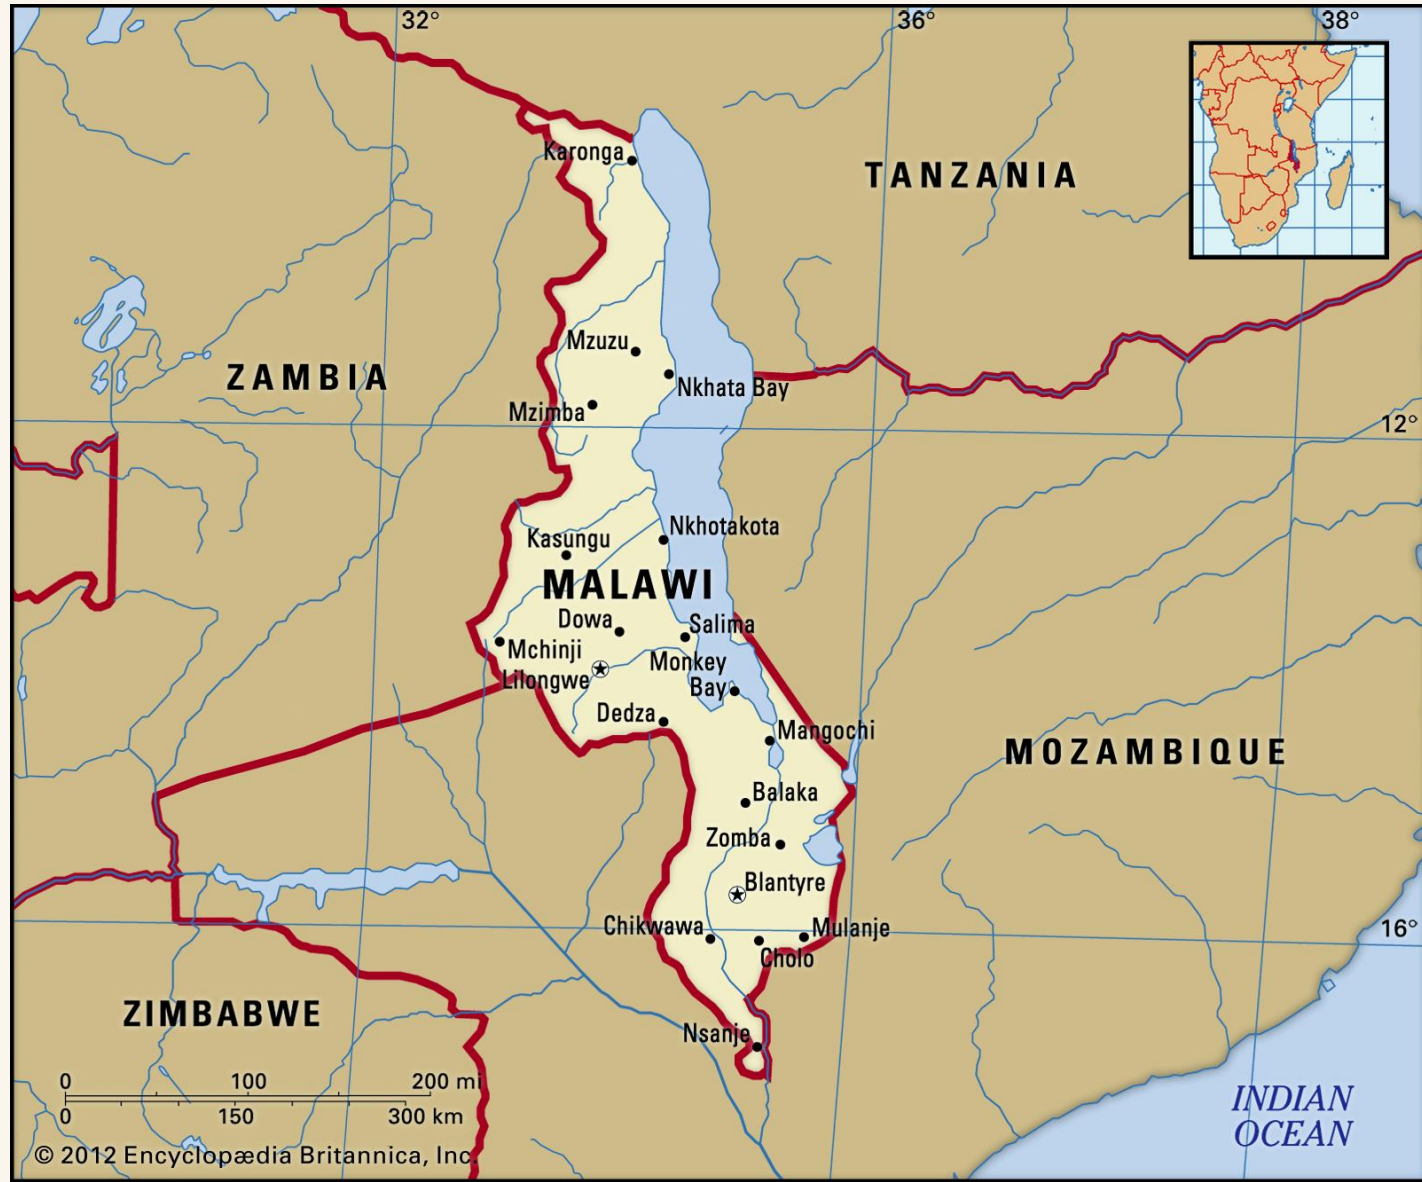 32°
36°
38°
Karonga
TANZANIA
Mzuzu
ZAMBIA
Nkhata Bay
Mzimba
12°
Nkhotakota
Kasungu
MALAWI
Dowa
Salima
Mchinji
Monkey
Bay
Lilongwe
Dedza
Mangochi
MOZAMBIQUE
Balaka
Zomba
Blantyre
Chikwawa
Mulanje
16°
Cholo
ZIMBABWE
Nsanje
0 100 200 mi
0 150 300 km
INDIAN
OCEAN
© 2012 Encyclopædia Britannica, Inc.